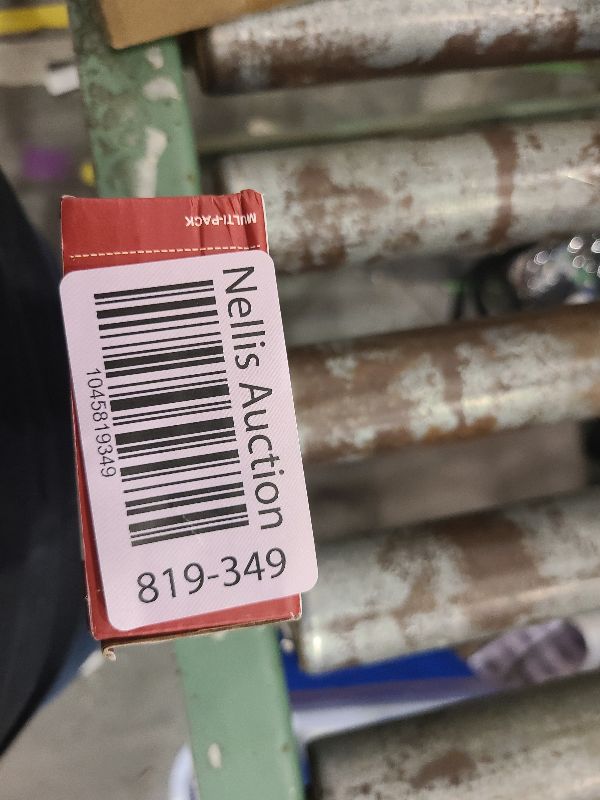 MULTI-PACK
Nellis Auction
1045819349
819-349